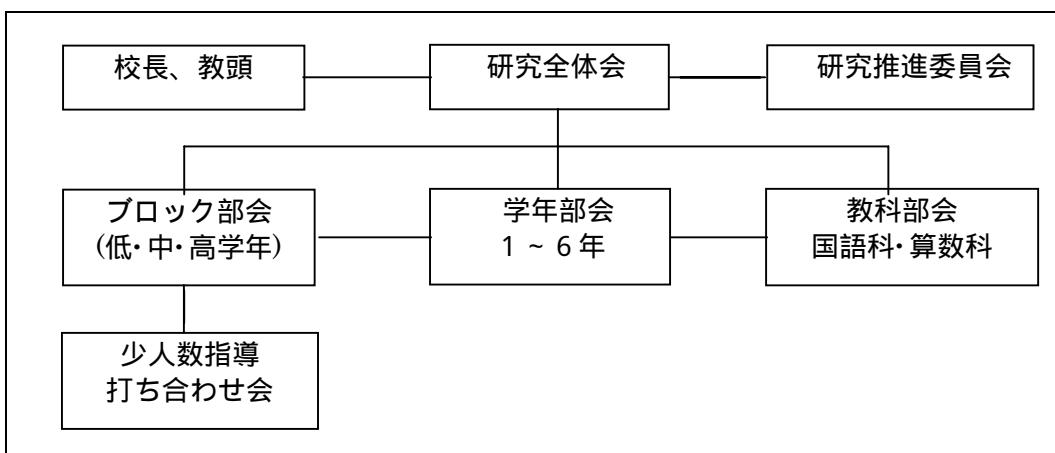 校長、教頭
研究全体会
研究推進委員会
ブロック部会
(低・中・高学年)
学年部会
1 ~ 6 年
教科部会
国語科・算数科
少人数指導
打ち合わせ会